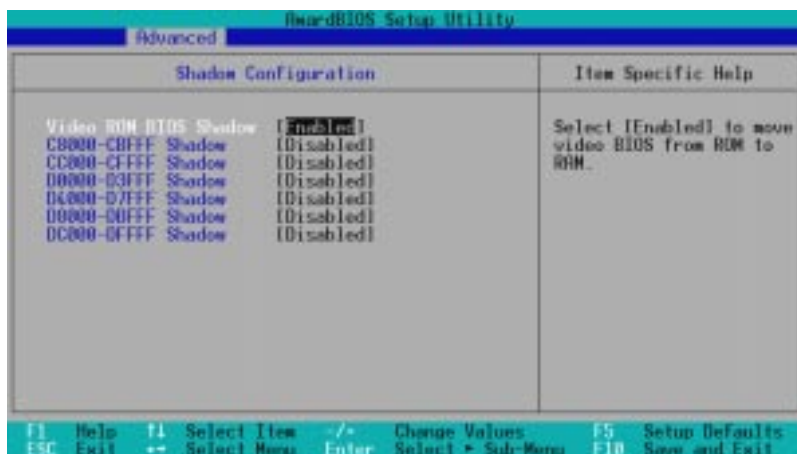 AwardBIOS Setup Utility
Advanced
Shadow Configuration
Item Specific Help
Video ROM BIOS Shadow [Enabled]
C8000-CBFFF Shadow [Disabled]
CC000-CFFFF Shadow [Disabled]
D0000-D3FFF Shadow [Disabled]
D4000-D7FFF Shadow [Disabled]
D8000-DBFFF Shadow [Disabled]
DC000-DFFFF Shadow [Disabled]
Select [Enabled] to move
video BIOS from ROM to
RAM.
F1 Help ↑↓ Select Item -/+ Change Values F5 Setup Defaults
ESC Exit ↔ Select Menu Enter Select ► Sub-Menu F10 Save and Exit